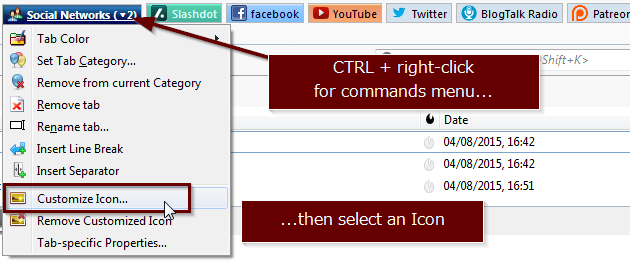 Social Networks (▾2)
Slashdot
facebook
YouTube
Twitter
BlogTalk Radio
Patreon
Tab Color
Set Tab Category...
Remove from current Category
Remove tab
Rename tab...
Insert Line Break
Insert Separator
Customize Icon...
Remove Customized Icon
Tab-specific Properties...
CTRL + right-click
for commands menu...
Shift+K>
Date
04/08/2015, 16:42
04/08/2015, 16:42
04/08/2015, 16:51
...then select an Icon